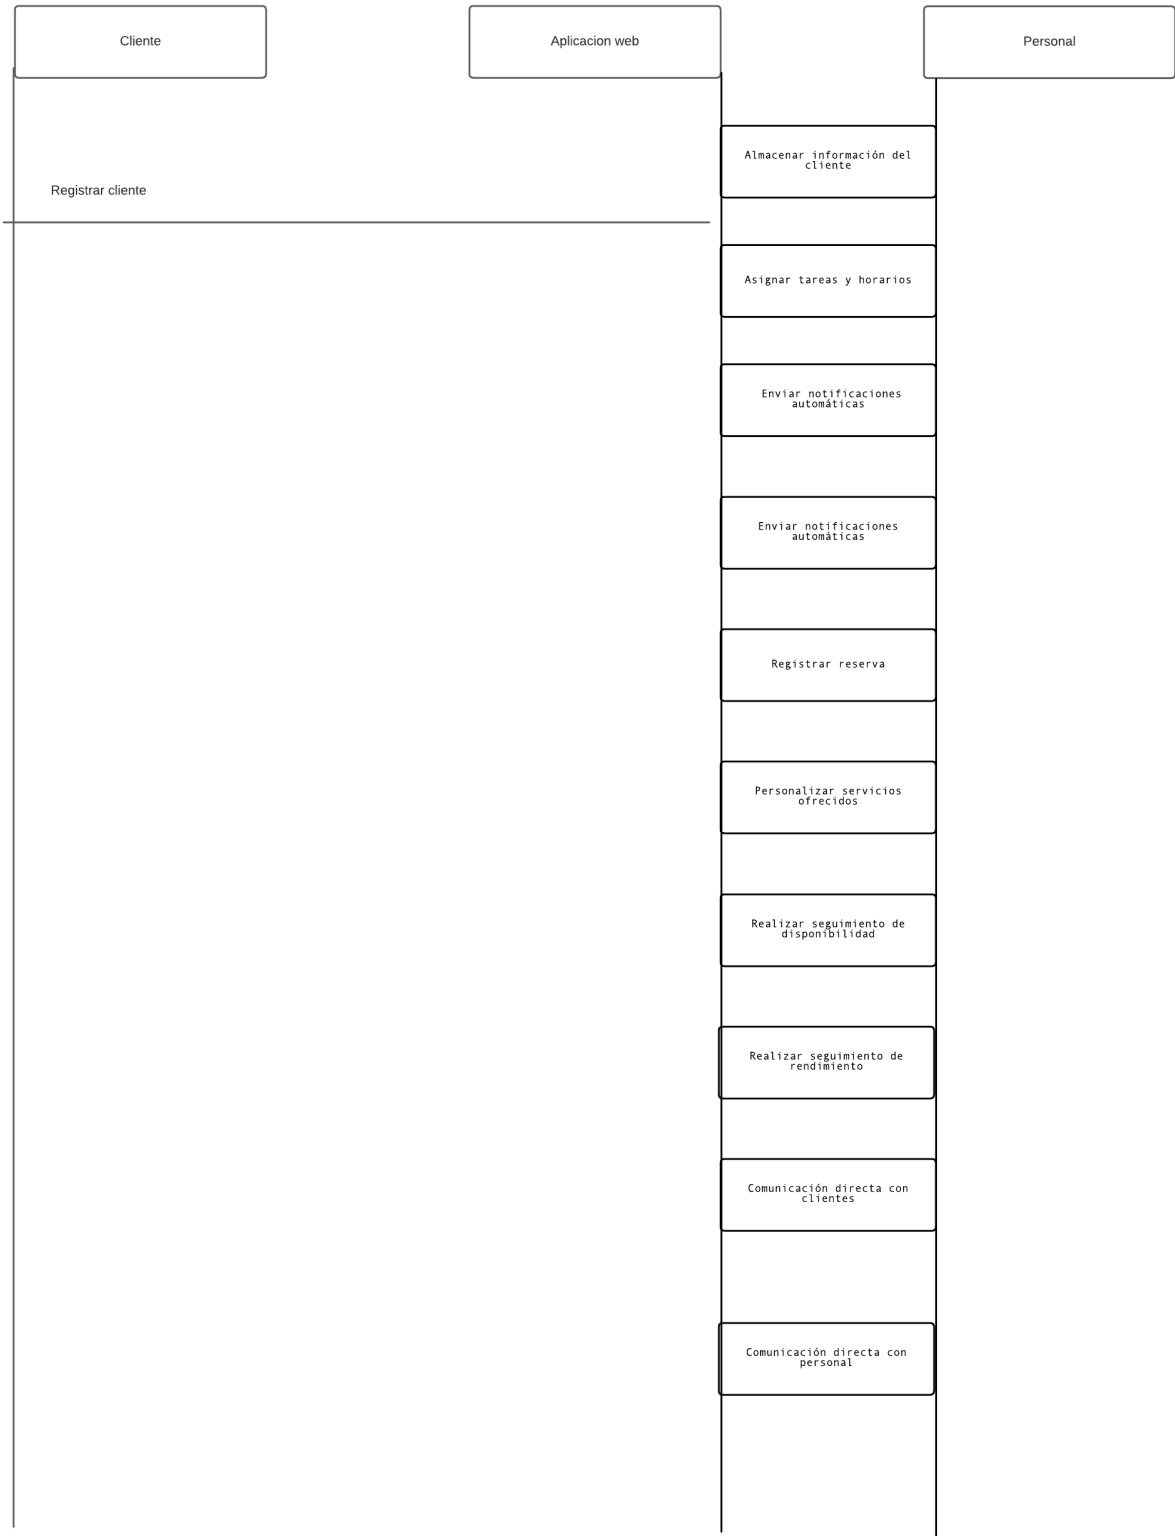 Cliente
Aplicacion web
Personal
Almacenar información del
cliente
Registrar cliente
Asignar tareas y horarios
Enviar notificaciones
automáticas
Enviar notificaciones
automáticas
Registrar reserva
Personalizar servicios
ofrecidos
Realizar seguimiento de
disponibilidad
Realizar seguimiento de
rendimiento
Comunicación directa con
clientes
Comunicación directa con
personal